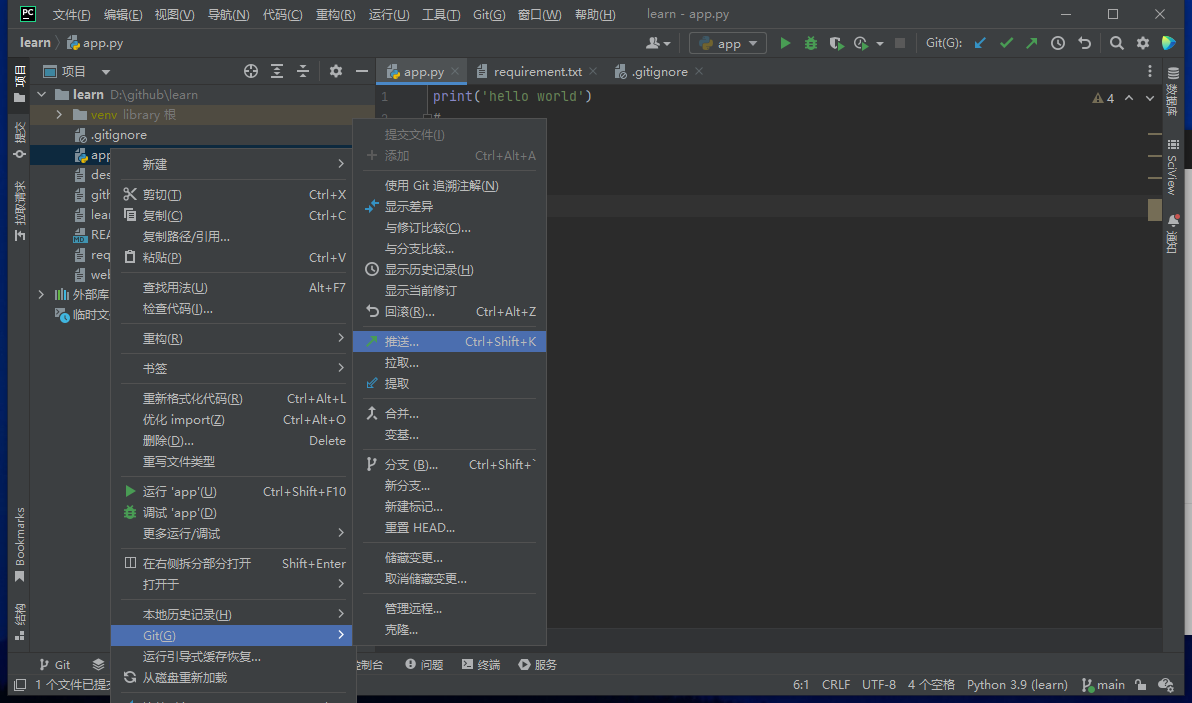 PC 文件(F) 编辑(E) 视图(V) 导航(N) 代码(C) 重构(R) 运行(U) 工具(T) Git(G) 窗口(W) 帮助(H) learn - app.py
learn app.py app Git(G):
项目 app.py requirement.txt .gitignore
learn D:\github\learn
venv library 根
.gitignore
app
des
gith
lear
REA
req
web
外部库
临时文
1 print('hello world')
2 #
4
新建
剪切(T) Ctrl+X
复制(C) Ctrl+C
复制路径/引用...
粘贴(P) Ctrl+V
查找用法(U) Alt+F7
检查代码(I)...
重构(R)
书签
重新格式化代码(R) Ctrl+Alt+L
优化 import(Z) Ctrl+Alt+O
删除(D)... Delete
重写文件类型
运行 'app'(U) Ctrl+Shift+F10
调试 'app'(D)
更多运行/调试
在右侧拆分部分打开 Shift+Enter
打开于
本地历史记录(H)
Git(G)
运行引导式缓存恢复...
从磁盘重新加载
提交文件(I)
添加 Ctrl+Alt+A
使用 Git 追溯注解(N)
显示差异
与修订比较(C)...
与分支比较...
显示历史记录(H)
显示当前修订
回滚(R)... Ctrl+Alt+Z
推送... Ctrl+Shift+K
拉取...
提取
合并...
变基...
分支 (B)... Ctrl+Shift+`
新分支...
新建标记...
重置 HEAD...
储藏变更...
取消储藏变更...
管理远程...
克隆...
项目
提交
拉取请求
Bookmarks
结构
数据库
SciView
通知
Git 控制台 问题 终端 服务
1 个文件已提交 6:1 CRLF UTF-8 4 个空格 Python 3.9 (learn) main